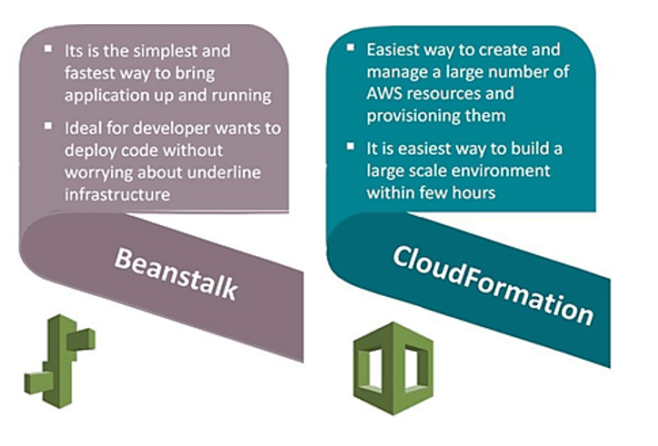 ▪ Its is the simplest and
fastest way to bring
application up and running
▪ Ideal for developer wants to
deploy code without
worrying about underline
infrastructure
Beanstalk
▪ Easiest way to create and
manage a large number of
AWS resources and
provisioning them
▪ It is easiest way to build a
large scale environment
within few hours
CloudFormation